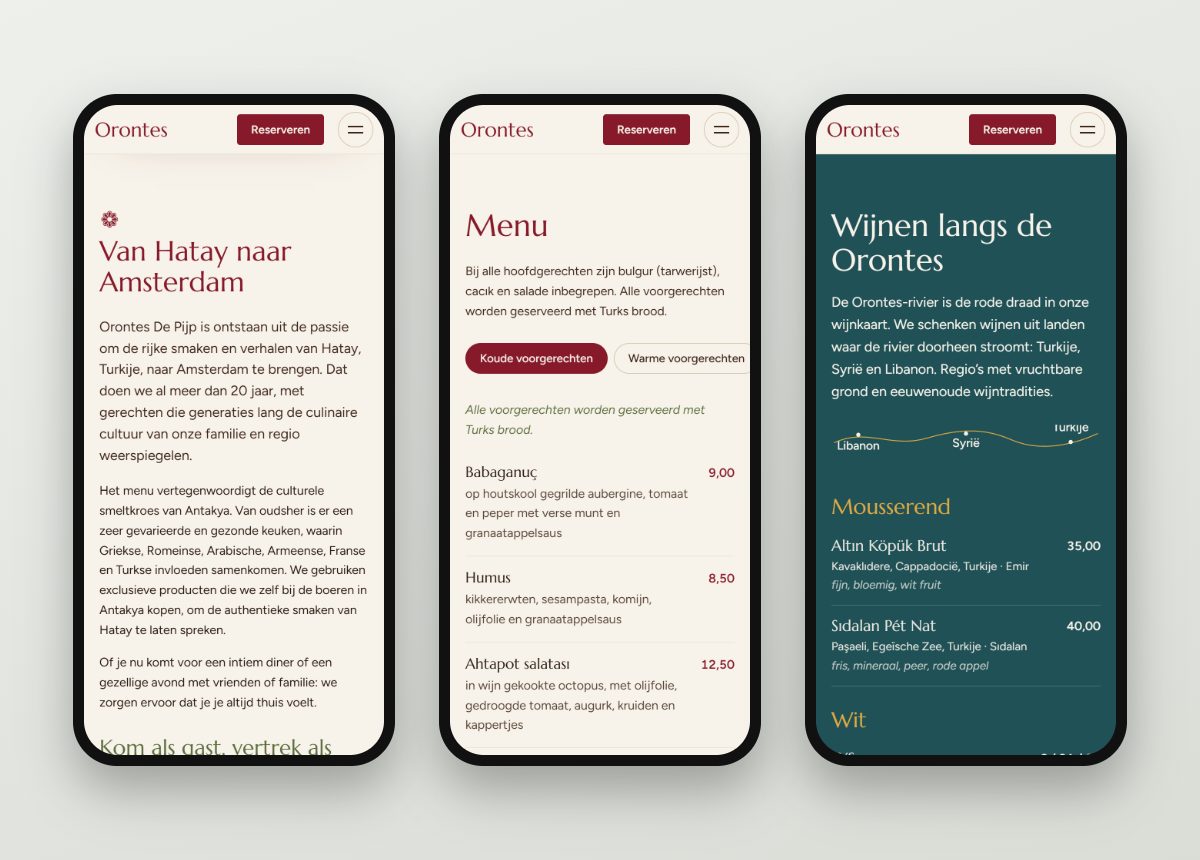 Orontes
Reserveren
Van Hatay naar
Amsterdam
Orontes De Pijp is ontstaan uit de passie
om de rijke smaken en verhalen van Hatay,
Turkije, naar Amsterdam te brengen. Dat
doen we al meer dan 20 jaar, met
gerechten die generaties lang de culinaire
cultuur van onze familie en regio
weerspiegelen.
Het menu vertegenwoordigt de culturele
smeltkroes van Antakya. Van oudsher is er een
zeer gevarieerde en gezonde keuken, waarin
Griekse, Romeinse, Arabische, Armeense, Franse
en Turkse invloeden samenkomen. We gebruiken
exclusieve producten die we zelf bij de boeren in
Antakya kopen, om de authentieke smaken van
Hatay te laten spreken.
Of je nu komt voor een intiem diner of een
gezellige avond met vrienden of familie: we
zorgen ervoor dat je je altijd thuis voelt.
Kom als gast, vertrek als
Orontes
Reserveren
Menu
Bij alle hoofdgerechten zijn bulgur (tarwerijst),
cacık en salade inbegrepen. Alle voorgerechten
worden geserveerd met Turks brood.
Koude voorgerechten
Warme voorgerechten
Alle voorgerechten worden geserveerd met
Turks brood.
Babaganuç 9,00
op houtskool gegrilde aubergine, tomaat
en peper met verse munt en
granaatappelsaus
Humus 8,50
kikkererwten, sesampasta, komijn,
olijfolie en granaatappelsaus
Ahtapot salatası 12,50
in wijn gekookte octopus, met olijfolie,
gedroogde tomaat, augurk, kruiden en
kappertjes
Orontes
Reserveren
Wijnen langs de
Orontes
De Orontes-rivier is de rode draad in onze
wijnkaart. We schenken wijnen uit landen
waar de rivier doorheen stroomt: Turkije,
Syrië en Libanon. Regio's met vruchtbare
grond en eeuwenoude wijntradities.
Libanon
Syrië
Turkije
Mousserend
Altın Köpük Brut 35,00
Kavaklıdere, Cappadocië, Turkije · Emir
fijn, bloemig, wit fruit
Sıdalan Pét Nat 40,00
Paşaeli, Egeïsche Zee, Turkije · Sıdalan
fris, mineraal, peer, rode appel
Wit